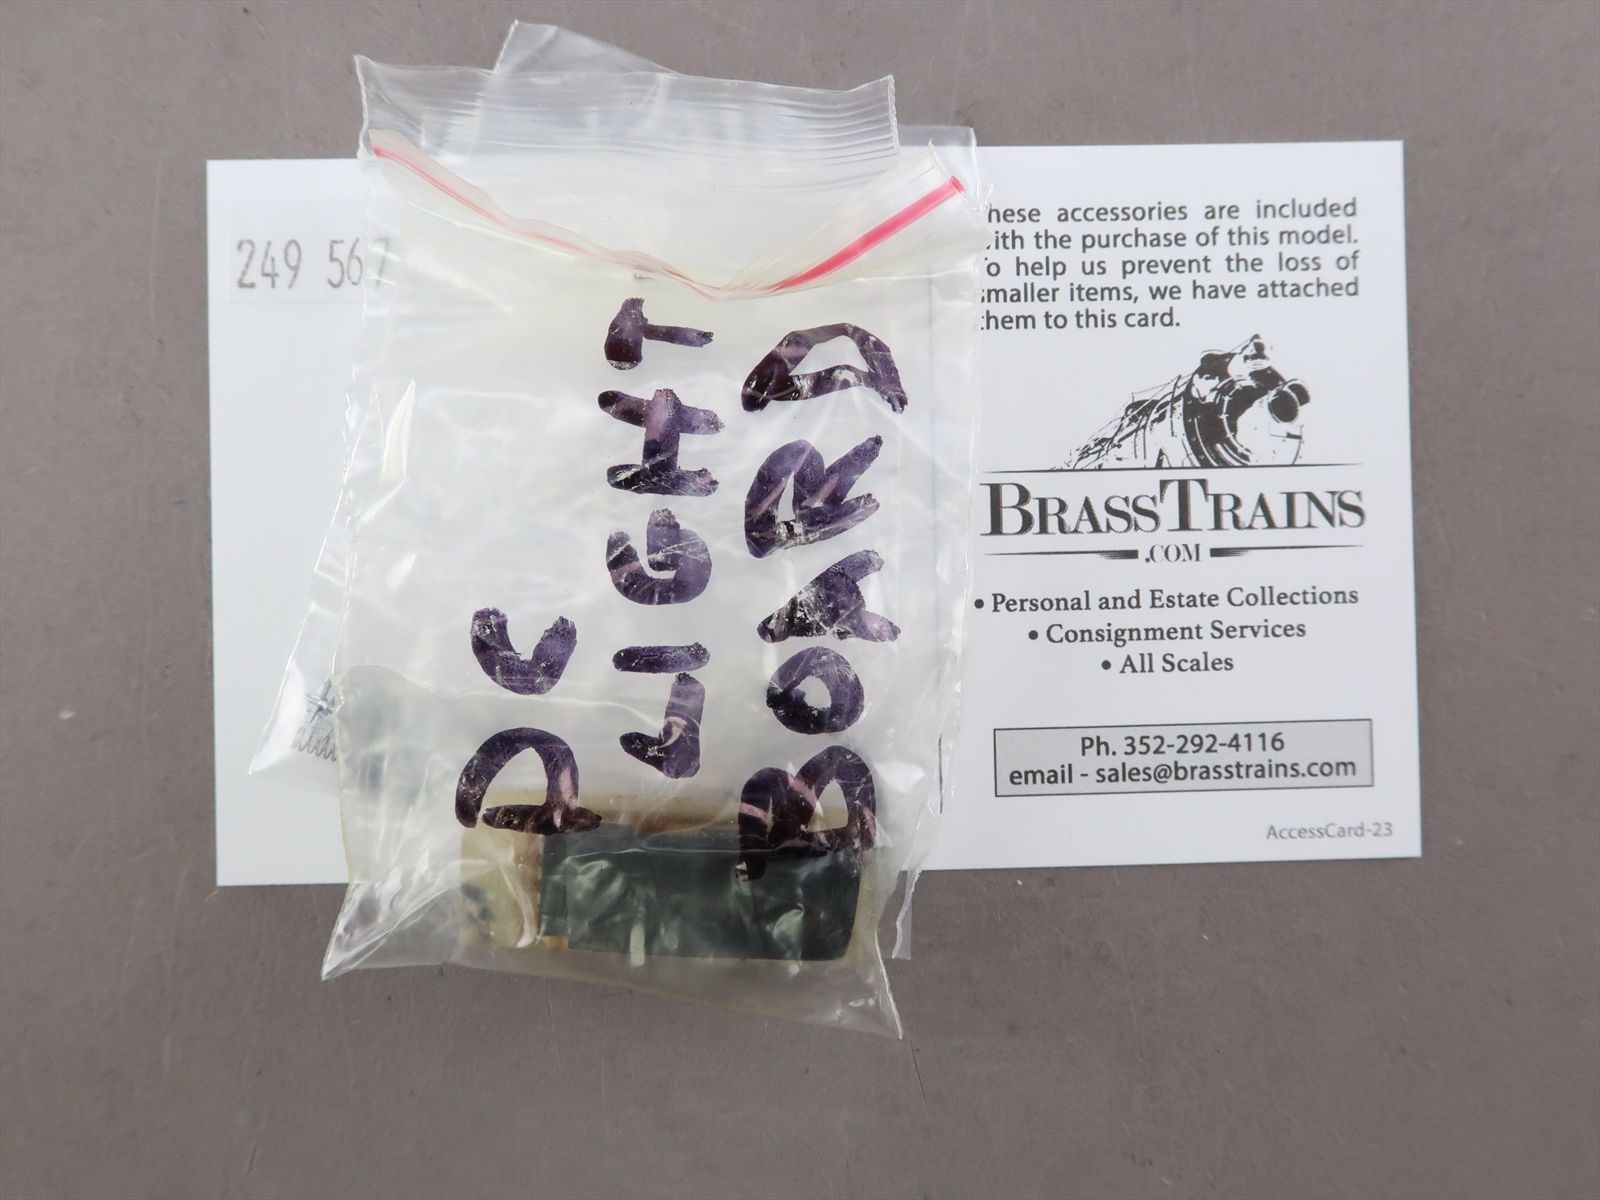 249 567
DC
LIGHT
BOARD
hese accessories are included
ith the purchase of this model.
o help us prevent the loss of
smaller items, we have attached
them to this card.
BRASSTRAINS
.COM
• Personal and Estate Collections
• Consignment Services
• All Scales
Ph. 352-292-4116
email - sales@brasstrains.com
AccessCard-23